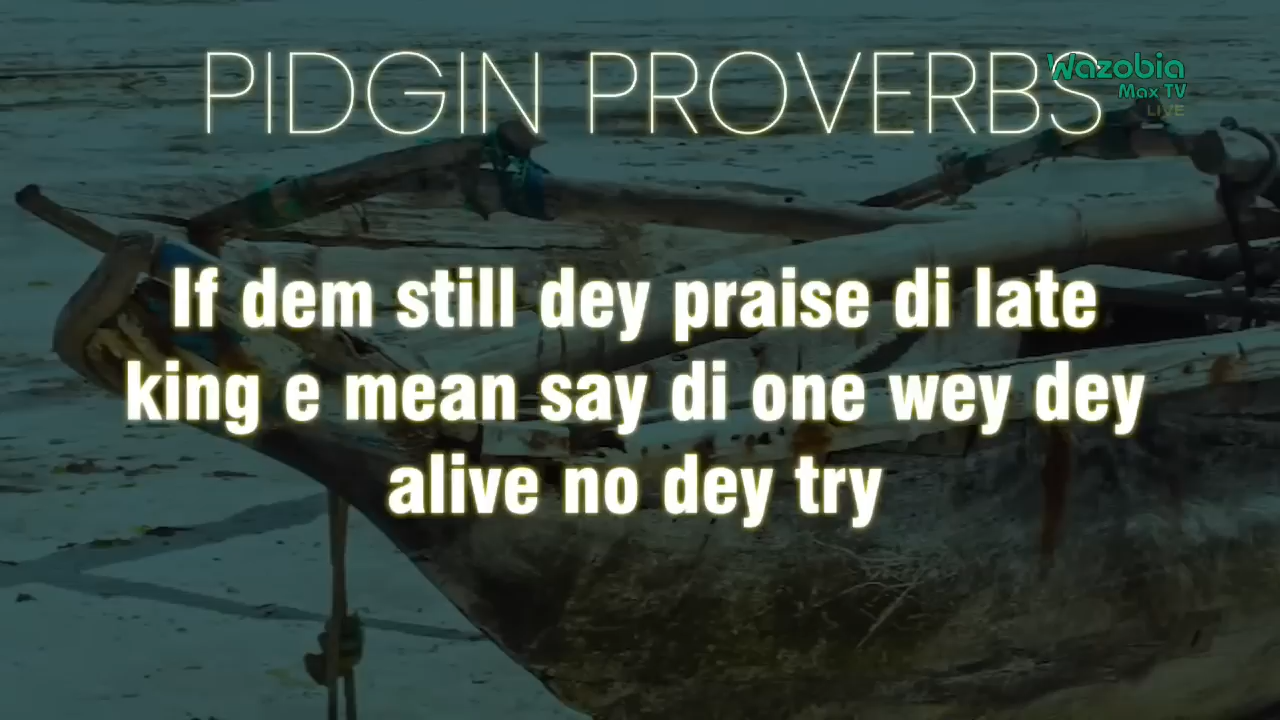 PIDGIN PROVERBS
Wazobia
Max TV
LIVE
If dem still dey praise di late
king e mean say di one wey dey
alive no dey try